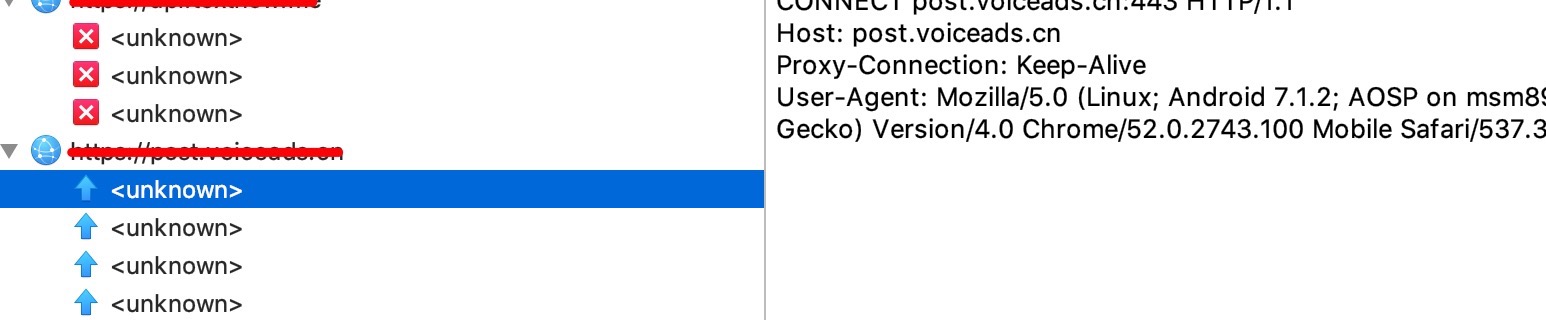 <unknown>
<unknown>
<unknown>
https://post.voiceads.cn
<unknown>
<unknown>
<unknown>
<unknown>
CONNECT post.voiceads.cn:443 HTTP/1.1
Host: post.voiceads.cn
Proxy-Connection: Keep-Alive
User-Agent: Mozilla/5.0 (Linux; Android 7.1.2; AOSP on msm89
Gecko) Version/4.0 Chrome/52.0.2743.100 Mobile Safari/537.3